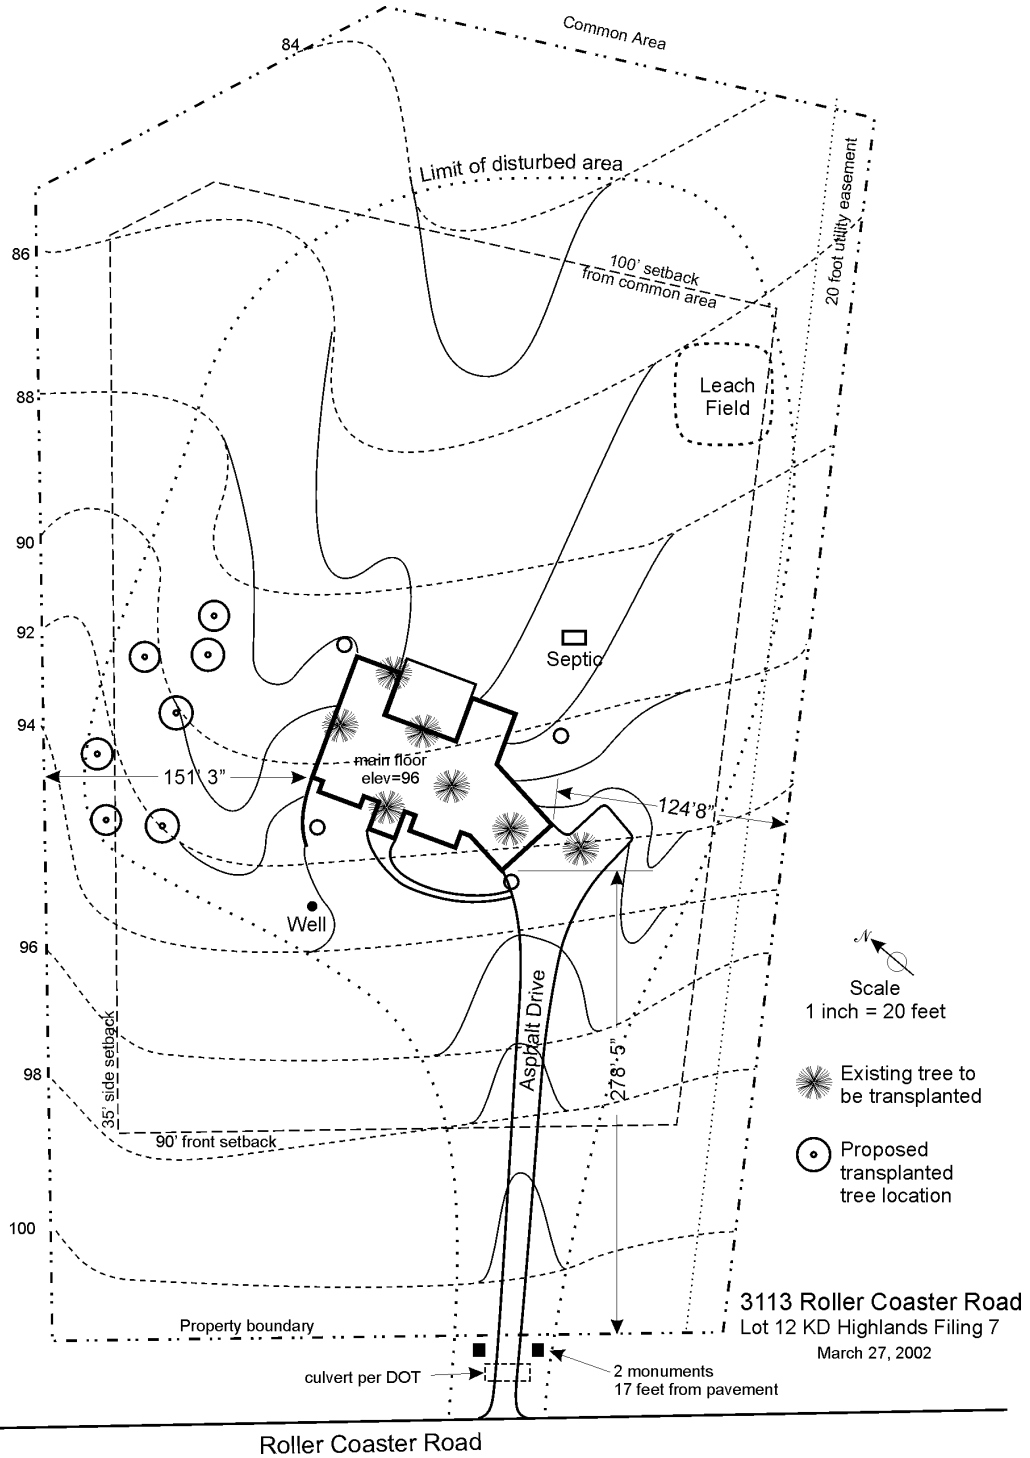 Common Area
84
Limit of disturbed area
20 foot utility easement
86
100' setback
from common area
88
Leach
Field
90
92
Septic
94
main floor
elev=96
151' 3"
124'8"
Well
96
N
Scale
1 inch = 20 feet
Asphalt Drive
278' 5"
98
35' side setback
Existing tree to
be transplanted
90' front setback
Proposed
transplanted
tree location
100
3113 Roller Coaster Road
Lot 12 KD Highlands Filing 7
March 27, 2002
Property boundary
culvert per DOT
2 monuments
17 feet from pavement
Roller Coaster Road